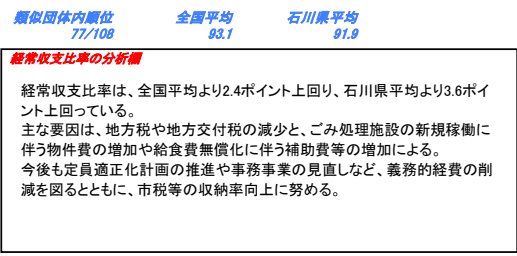 類似団体内順位 全国平均 石川県平均
77/108 93.1 91.9
経常収支比率の分析欄
経常収支比率は、全国平均より2.4ポイント上回り、石川県平均より3.6ポイ
ント上回っている。
主な要因は、地方税や地方交付税の減少と、ごみ処理施設の新規稼働に
伴う物件費の増加や給食費無償化に伴う補助費等の増加による。
今後も定員適正化計画の推進や事務事業の見直しなど、義務的経費の削
減を図るとともに、市税等の収納率向上に努める。